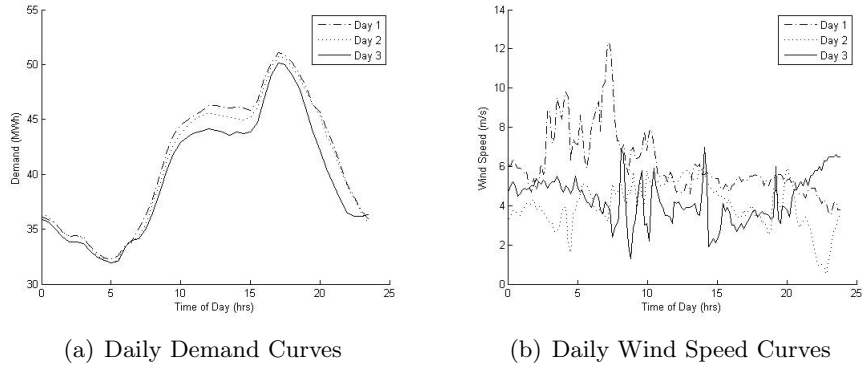 55
50
45
40
35
30
0
5
10
15
20
25
Demand (MWh)
Time of Day (hrs)
Day 1
Day 2
Day 3
(a) Daily Demand Curves
14
12
10
8
6
4
2
0
0
5
10
15
20
25
Wind Speed (m/s)
Time of Day (hrs)
Day 1
Day 2
Day 3
(b) Daily Wind Speed Curves